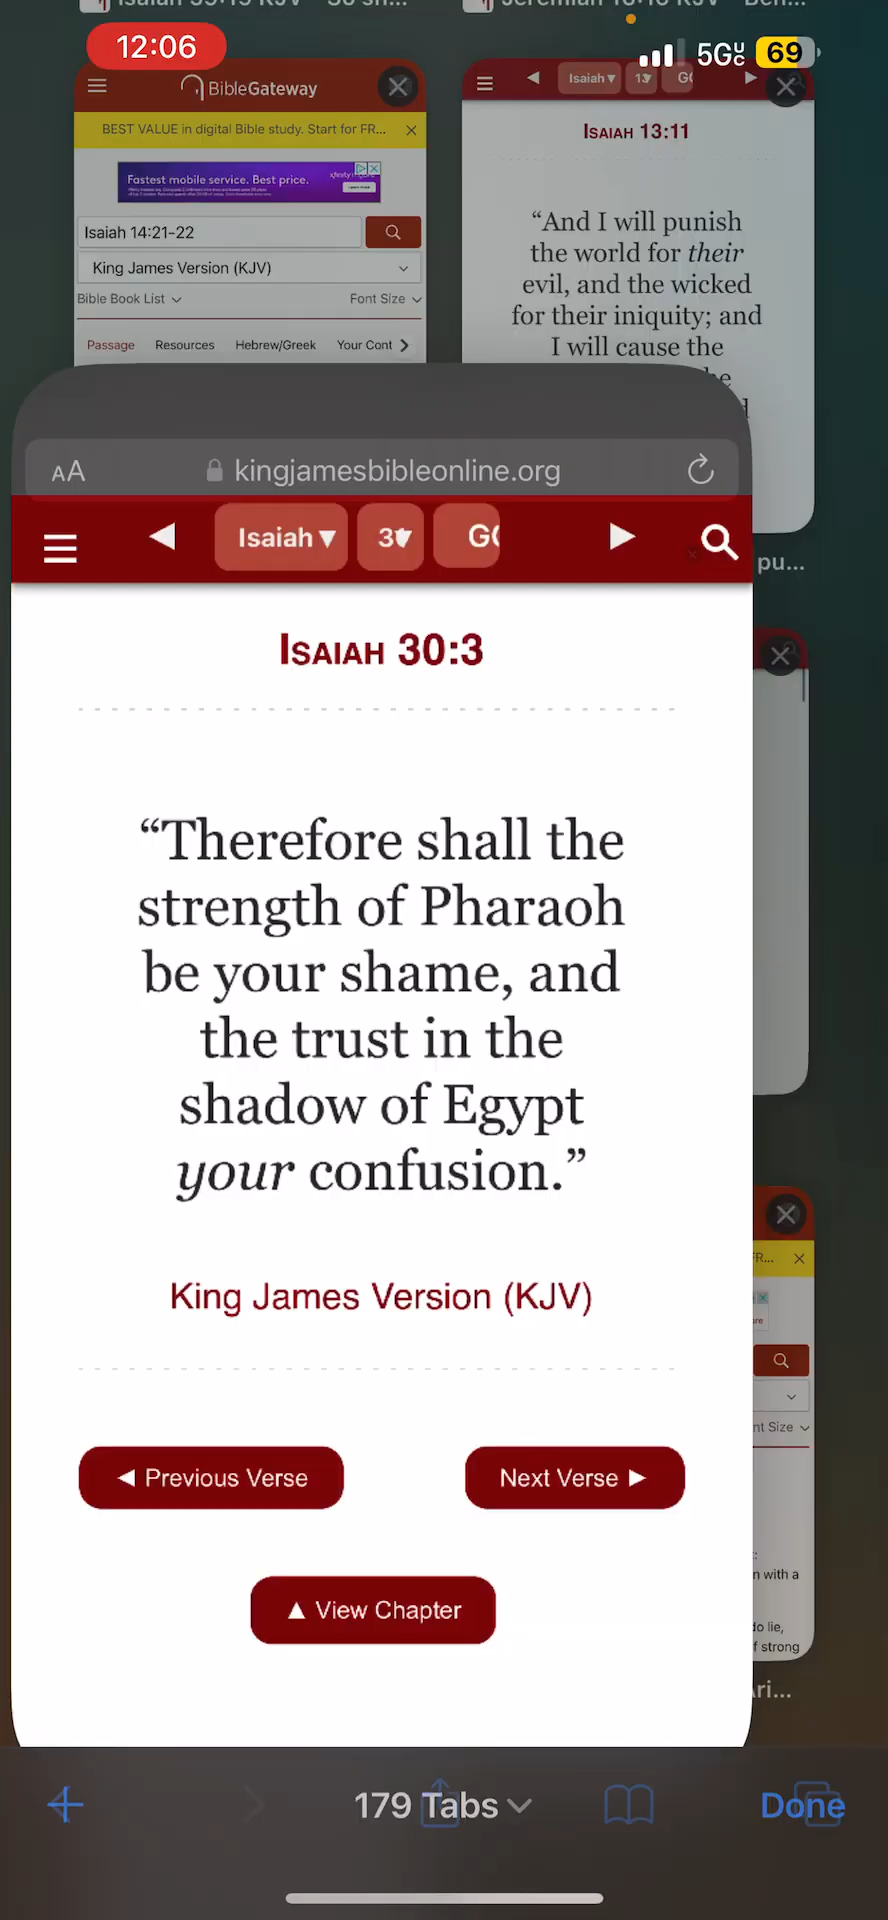 12:06
5G
69
BibleGateway
BEST VALUE in digital Bible study. Start for FR...
Fastest mobile service. Best price.
Isaiah 14:21-22
King James Version (KJV)
Bible Book List
Font Size
Passage Resources Hebrew/Greek Your Cont
Isaiah
ISAIAH 13:11
“And I will punish
the world for their
evil, and the wicked
for their iniquity; and
I will cause the
pu...
AA
kingjamesbibleonline.org
Isaiah
ISAIAH 30:3
“Therefore shall the
strength of Pharaoh
be your shame, and
the trust in the
shadow of Egypt
your confusion.”
King James Version (KJV)
Previous Verse
Next Verse
View Chapter
FR...
nt Size
n with a
lo lie,
f strong
ri...
179 Tabs
Done